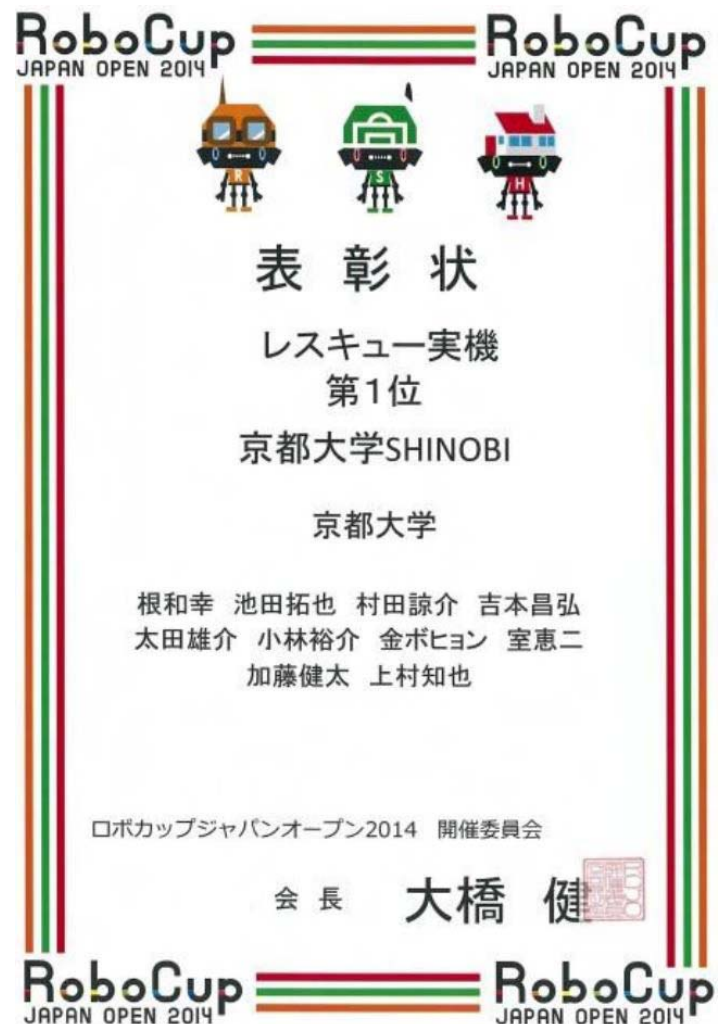 RoboCup
JAPAN OPEN 2014
RoboCup
JAPAN OPEN 2014
R
S
H
表 彰 状
レスキュー実機
第1位
京都大学SHINOBI
京都大学
根和幸 池田拓也 村田諒介 吉本昌弘
太田雄介 小林裕介 金ボヒョン 室恵二
加藤健太 上村知也
ロボカップジャパンオープン2014 開催委員会
会 長 大橋 健
RoboCup
JAPAN OPEN 2014
RoboCup
JAPAN OPEN 2014